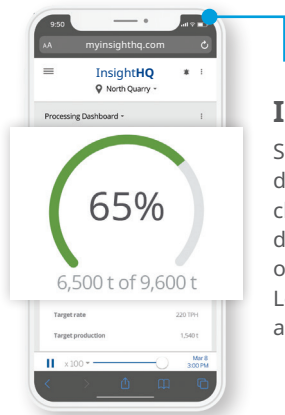 9:50
AA myinsighthq.com
InsightHQ
North Quarry
Processing Dashboard
65%
6,500 t of 9,600 t
Target rate 220 TPH
Target production 1,540 t
x 100
Mar 8
3:00 PM
I
S
d
c
d
o
L
a